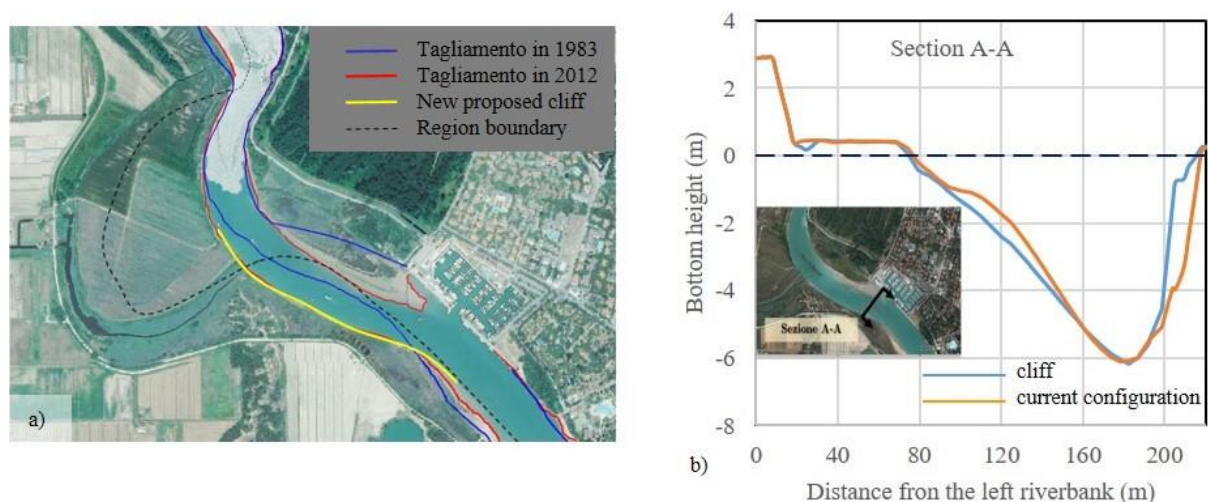 Tagliamento in 1983
Tagliamento in 2012
New proposed cliff
Region boundary
a)
b)
Section A-A
Bottom height (m)
4
2
0
-2
-4
-6
-8
Sezione A-A
cliff
current configuration
0
40
80
120
160
200
Distance fron the left riverbank (m)